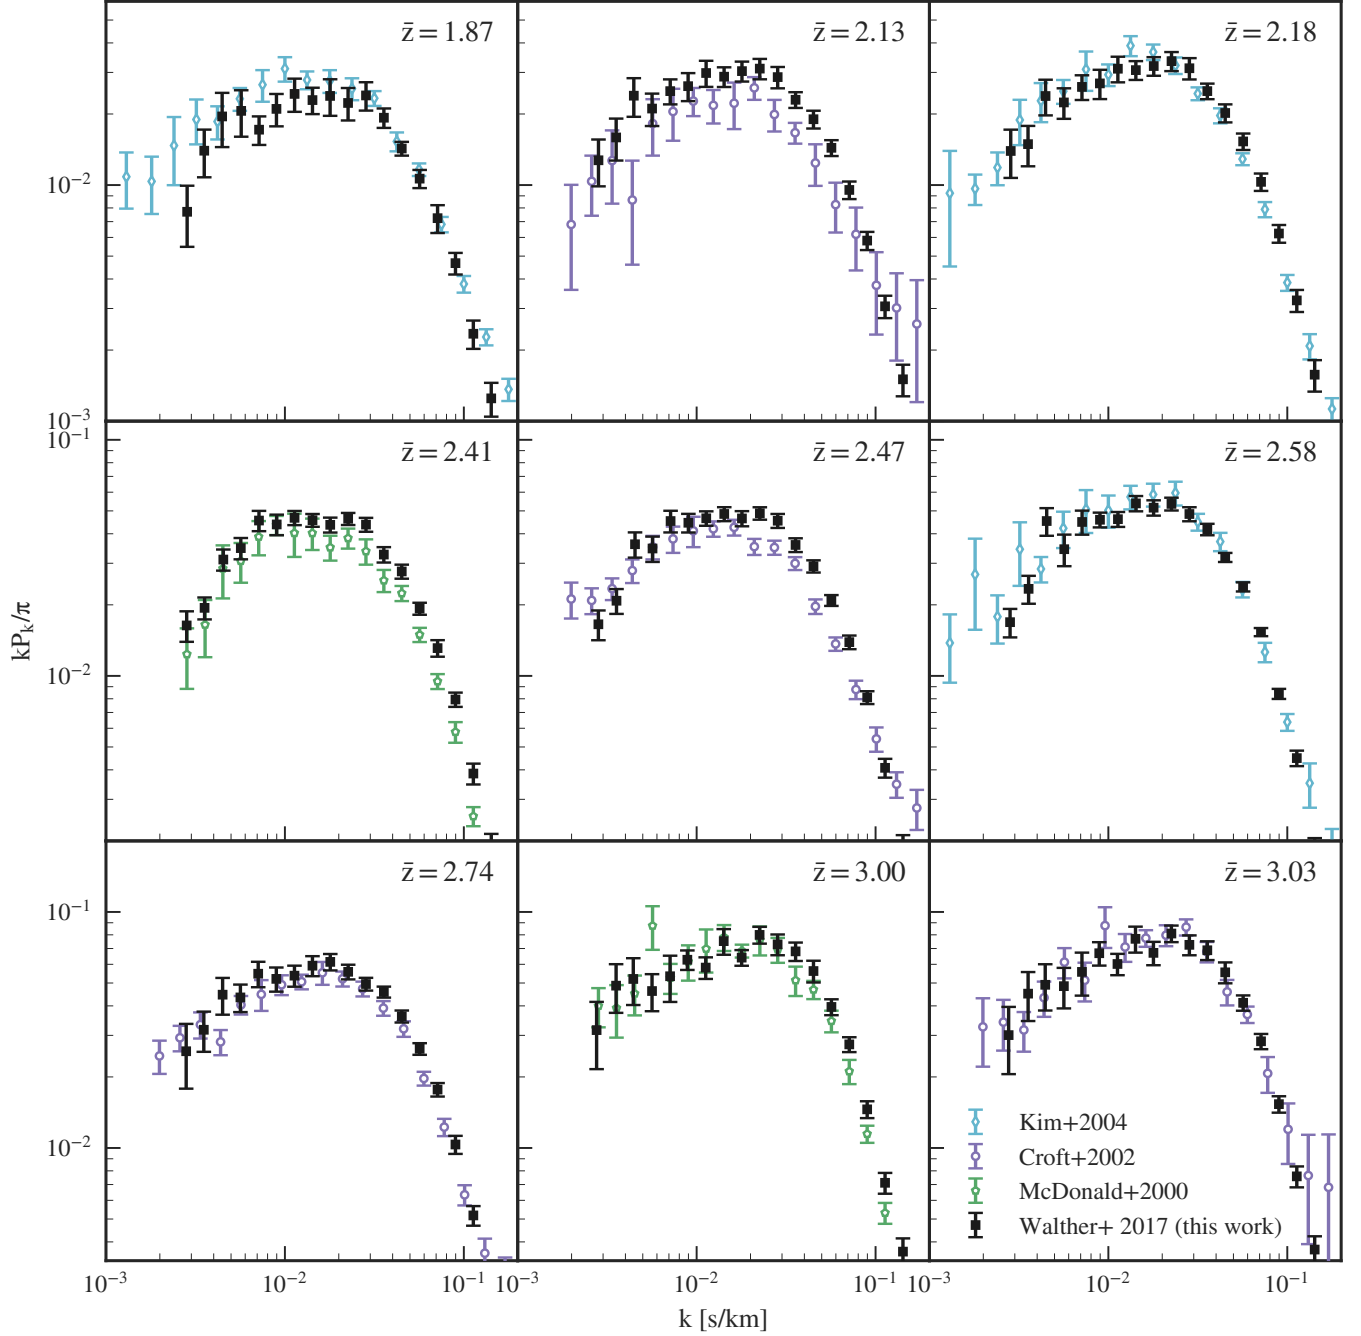 z̄ = 1.87
z̄ = 2.13
z̄ = 2.18
10⁻²
10⁻³
z̄ = 2.41
z̄ = 2.47
z̄ = 2.58
10⁻¹
kPₖ/π
10⁻²
z̄ = 2.74
z̄ = 3.00
z̄ = 3.03
10⁻¹
10⁻²
Kim+2004
Croft+2002
McDonald+2000
Walther+ 2017 (this work)
10⁻³ 10⁻² 10⁻¹ 10⁻³ 10⁻² 10⁻¹ 10⁻³ 10⁻² 10⁻¹
k [s/km]